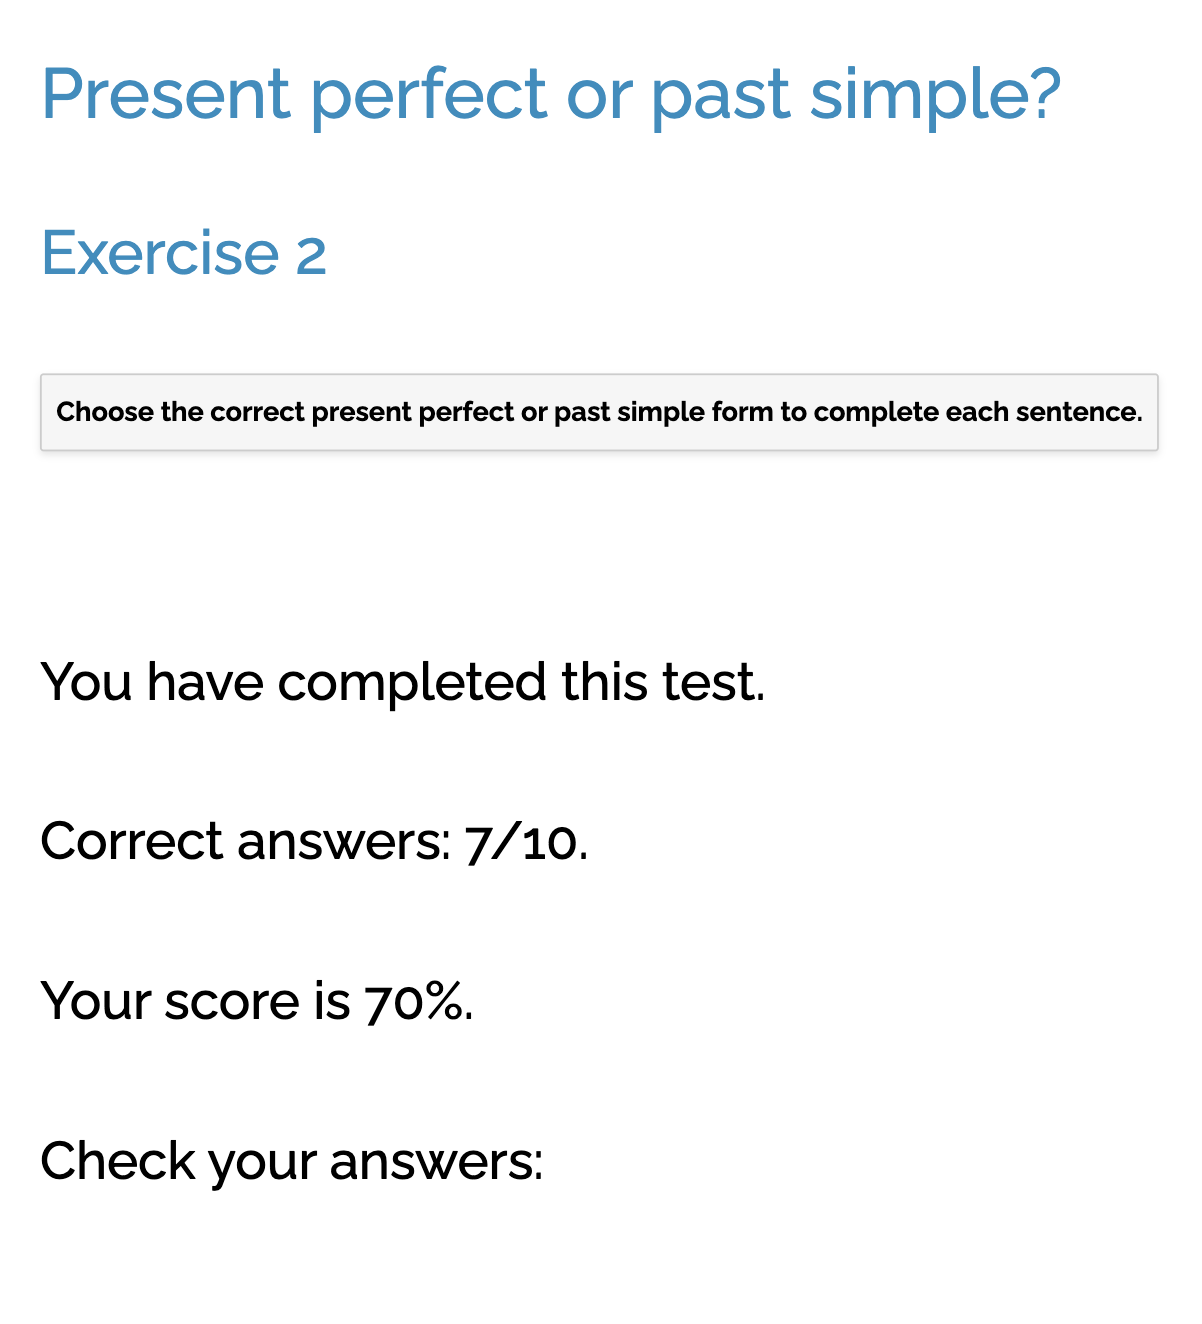 Present perfect or past simple?
Exercise 2
Choose the correct present perfect or past simple form to complete each sentence.
You have completed this test.
Correct answers: 7/10.
Your score is 70%.
Check your answers: